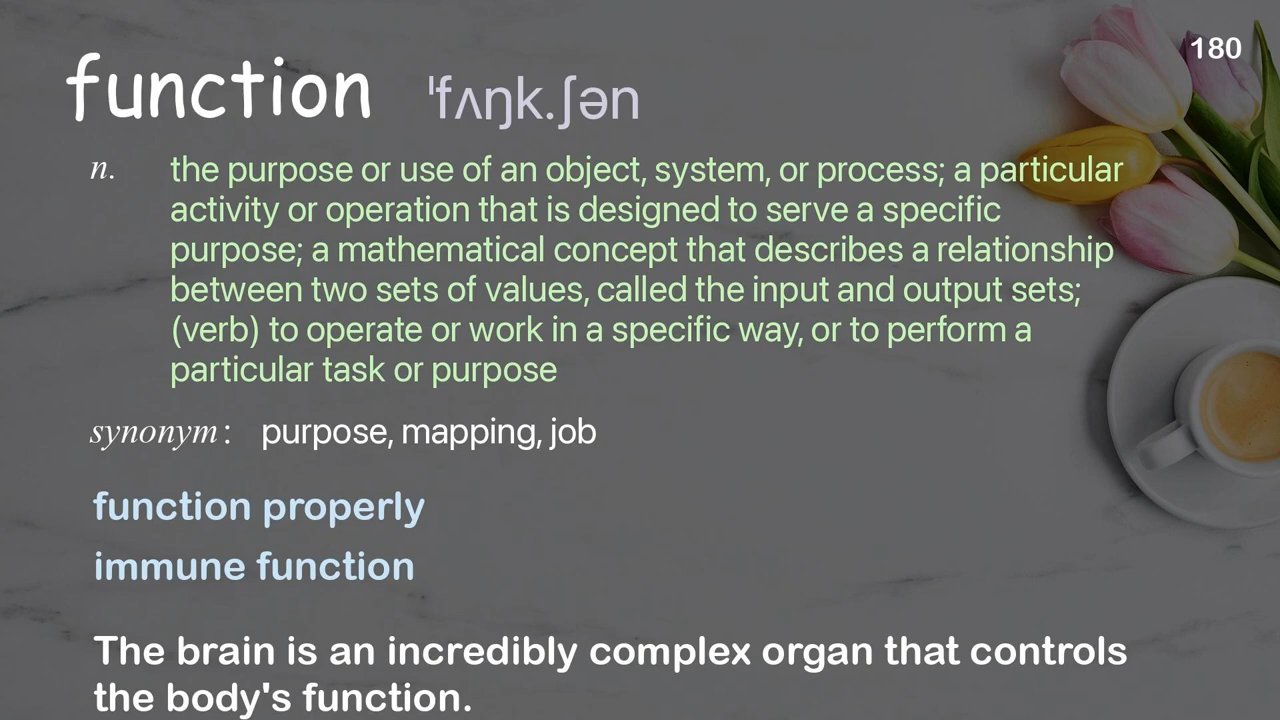 180
function ˈfʌŋk.ʃən
n. the purpose or use of an object, system, or process; a particular
activity or operation that is designed to serve a specific
purpose; a mathematical concept that describes a relationship
between two sets of values, called the input and output sets;
(verb) to operate or work in a specific way, or to perform a
particular task or purpose
synonym : purpose, mapping, job
function properly
immune function
The brain is an incredibly complex organ that controls
the body's function.